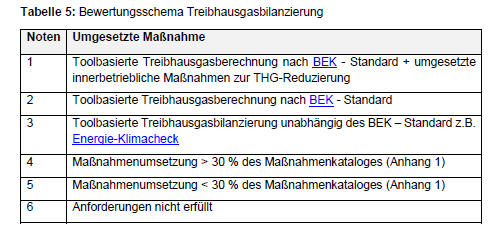 Tabelle 5: Bewertungsschema Treibhausgasbilanzierung
Noten Umgesetzte Maßnahme
1 Toolbasierte Treibhausgasberechnung nach BEK - Standard + umgesetzte
innerbetriebliche Maßnahmen zur THG-Reduzierung
2 Toolbasierte Treibhausgasberechnung nach BEK - Standard
3 Toolbasierte Treibhausgasbilanzierung unabhängig des BEK – Standard z.B.
Energie-Klimacheck
4 Maßnahmenumsetzung > 30 % des Maßnahmenkataloges (Anhang 1)
5 Maßnahmenumsetzung < 30 % des Maßnahmenkataloges (Anhang 1)
6 Anforderungen nicht erfüllt